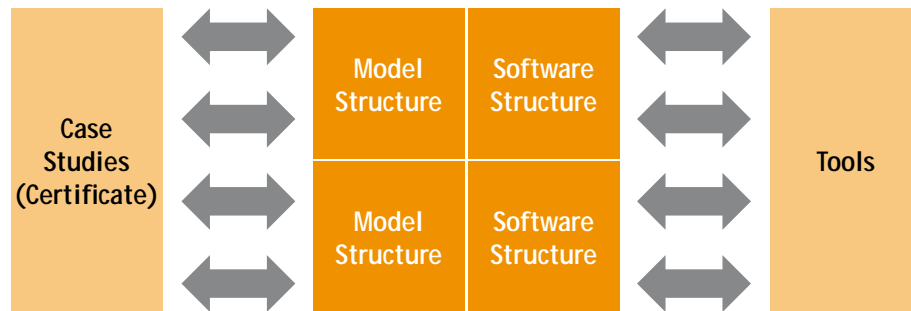 Case
Studies
(Certificate)
Model
Structure
Software
Structure
Model
Structure
Software
Structure
Tools